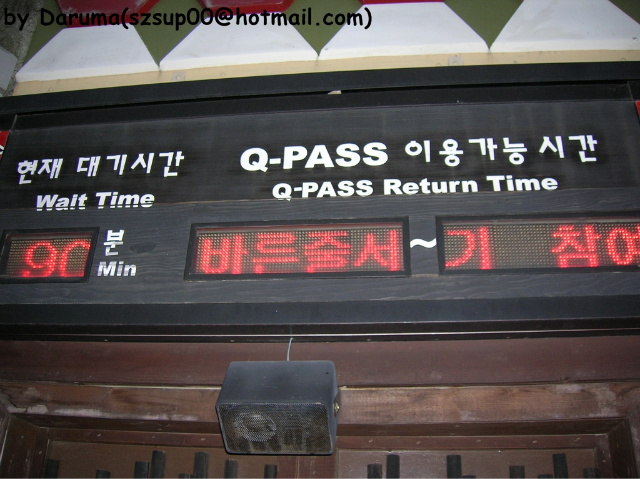 by Daruma(szsup00@hotmail.com)
현재 대기시간
Wait Time
Q-PASS 이용가능 시간
Q-PASS Return Time
90 분
Min
바른줄서 ~ 기 참여